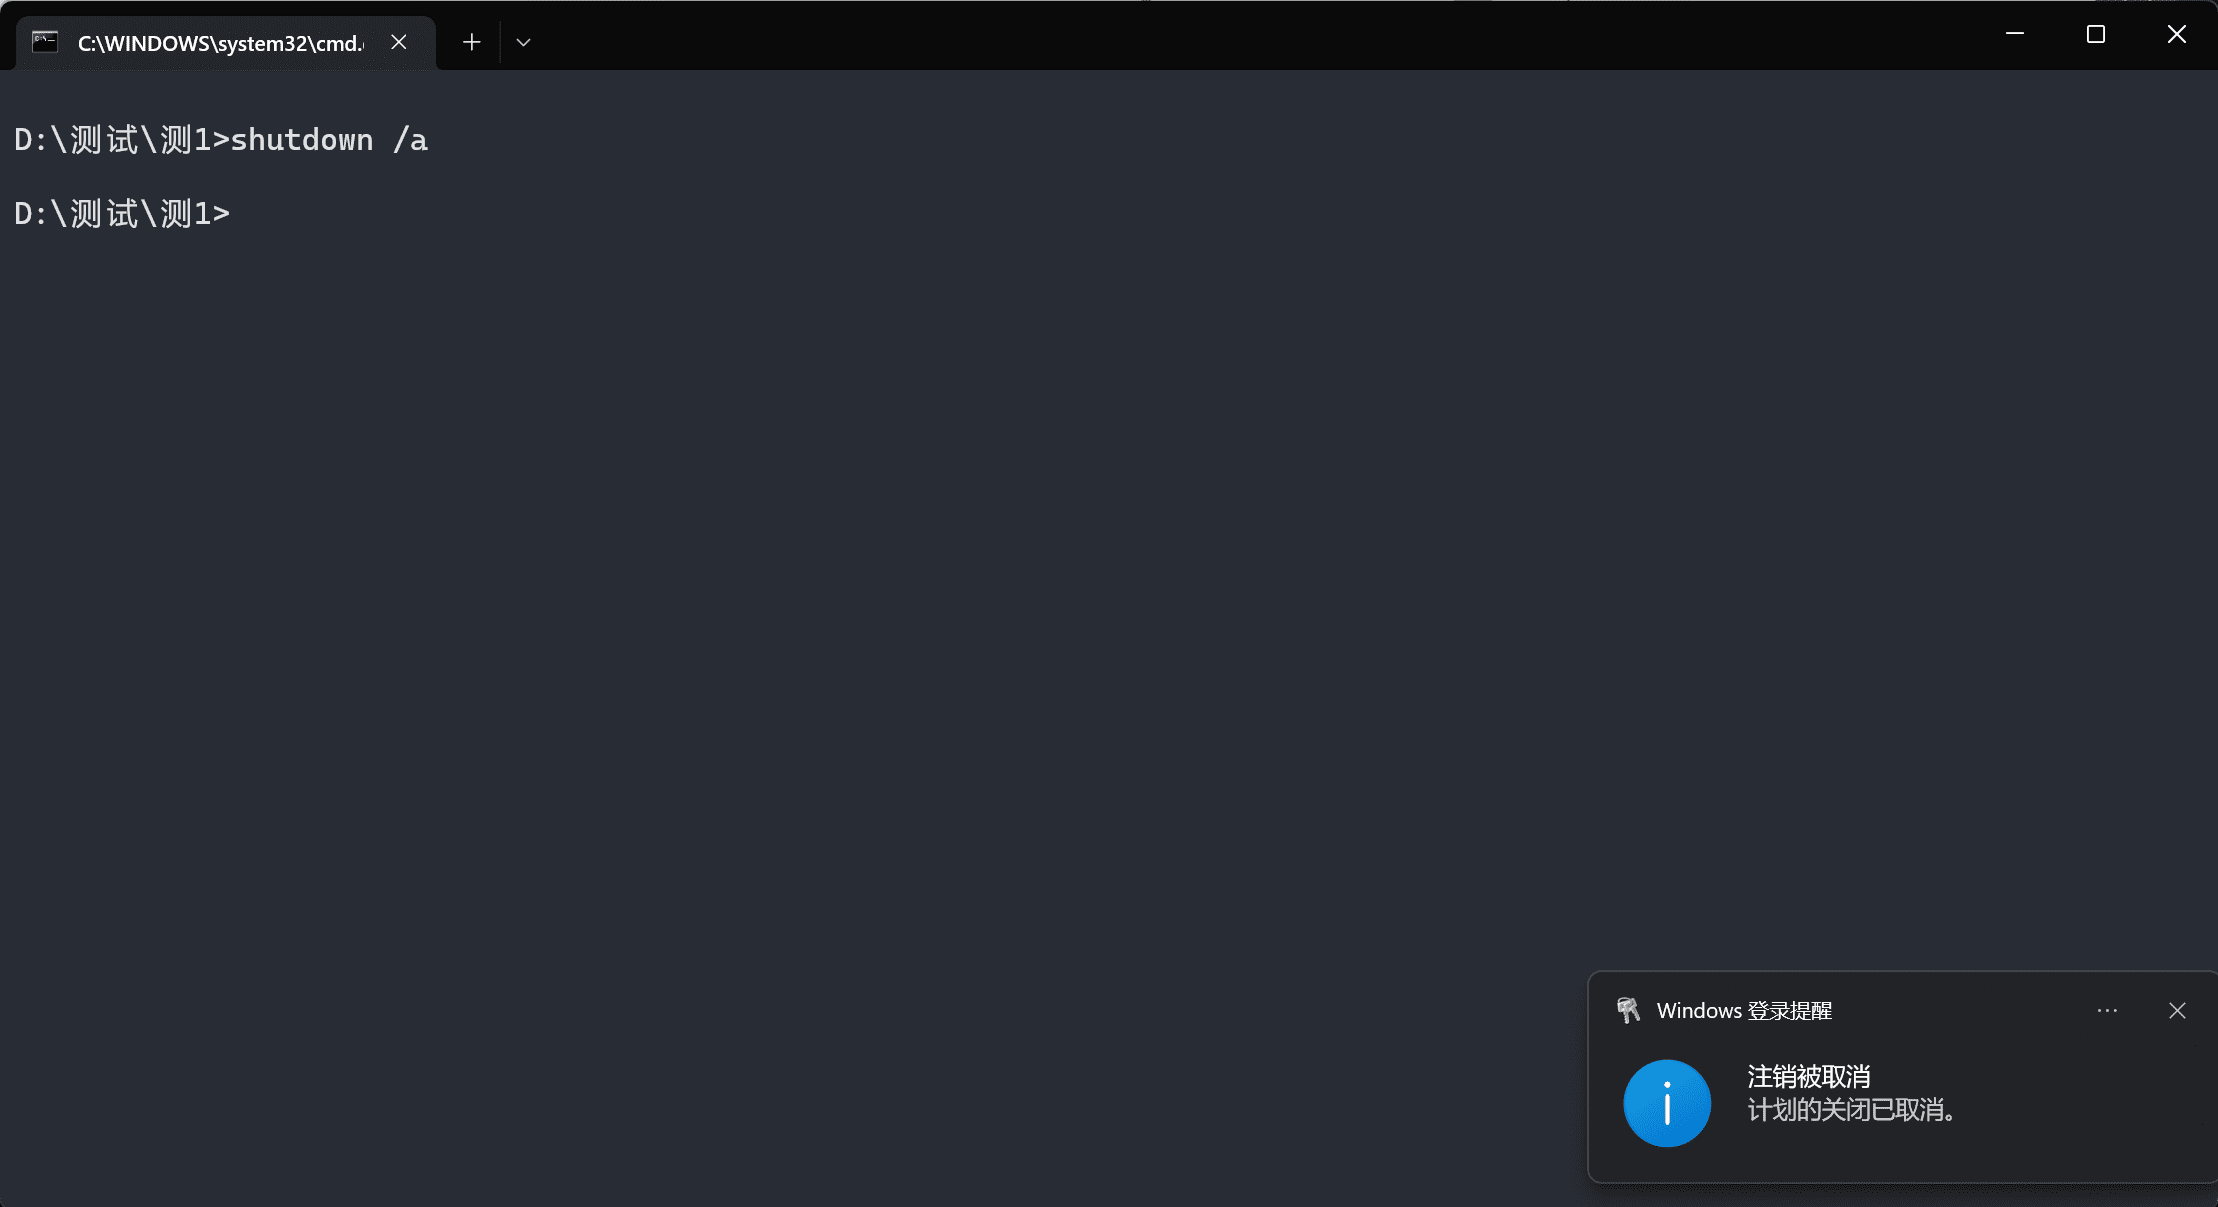 C:\WINDOWS\system32\cmd.
D:\测试\测1>shutdown /a
D:\测试\测1>
Windows 登录提醒
注销被取消
计划的关闭已取消。